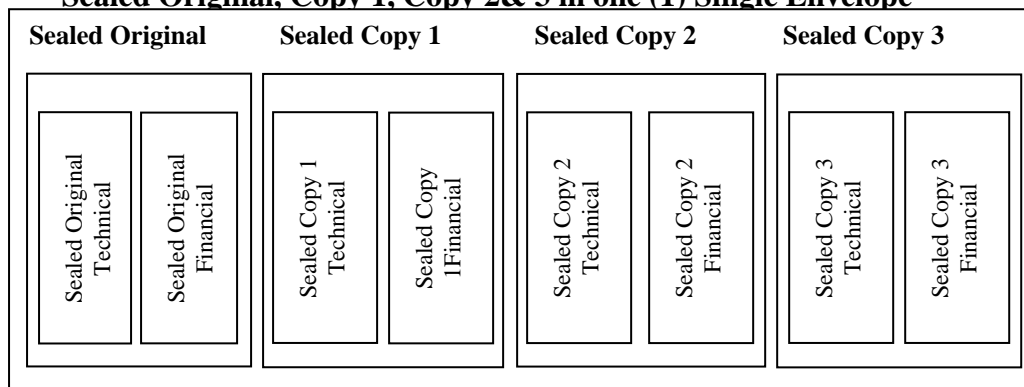 Sealed Original, Copy 1, Copy 2& 3 in one (1) Single Envelope
Sealed Original
Sealed Copy 1
Sealed Copy 2
Sealed Copy 3
Sealed Original
Technical
Sealed Original
Financial
Sealed Copy 1
Technical
Sealed Copy
1Financial
Sealed Copy 2
Technical
Sealed Copy 2
Financial
Sealed Copy 3
Technical
Sealed Copy 3
Financial